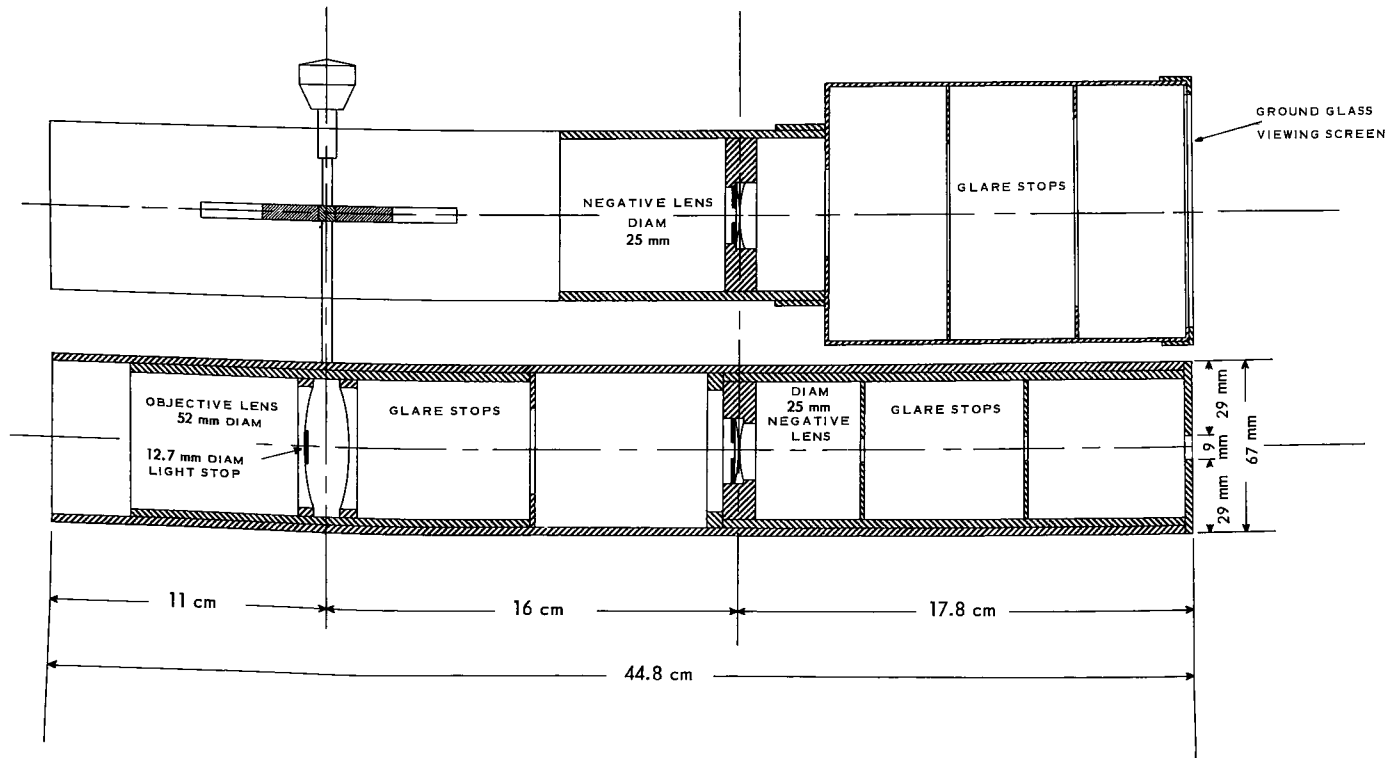 GROUND GLASS
VIEWING SCREEN
NEGATIVE LENS
DIAM
25 mm
GLARE STOPS
OBJECTIVE LENS
52 mm DIAM
12.7 mm DIAM
LIGHT STOP
GLARE STOPS
DIAM
25 mm
NEGATIVE
LENS
GLARE STOPS
29 mm
9 mm
29 mm
67 mm
11 cm
16 cm
17.8 cm
44.8 cm